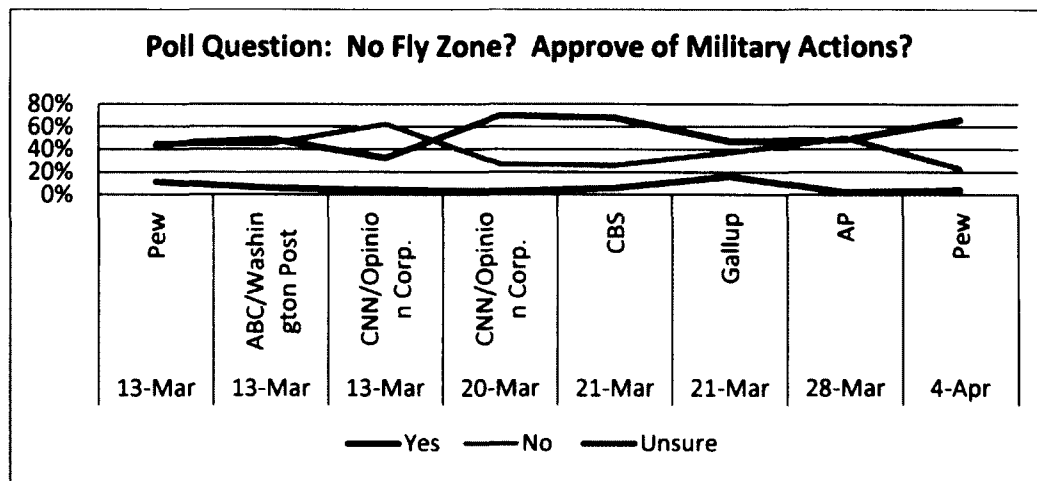 Poll Question: No Fly Zone? Approve of Military Actions?
80%
60%
40%
20%
0%
Pew
ABC/Washin
gton Post
CNN/Opinio
n Corp.
CNN/Opinio
n Corp.
CBS
Gallup
AP
Pew
13-Mar 13-Mar 13-Mar 20-Mar 21-Mar 21-Mar 28-Mar 4-Apr
Yes No Unsure